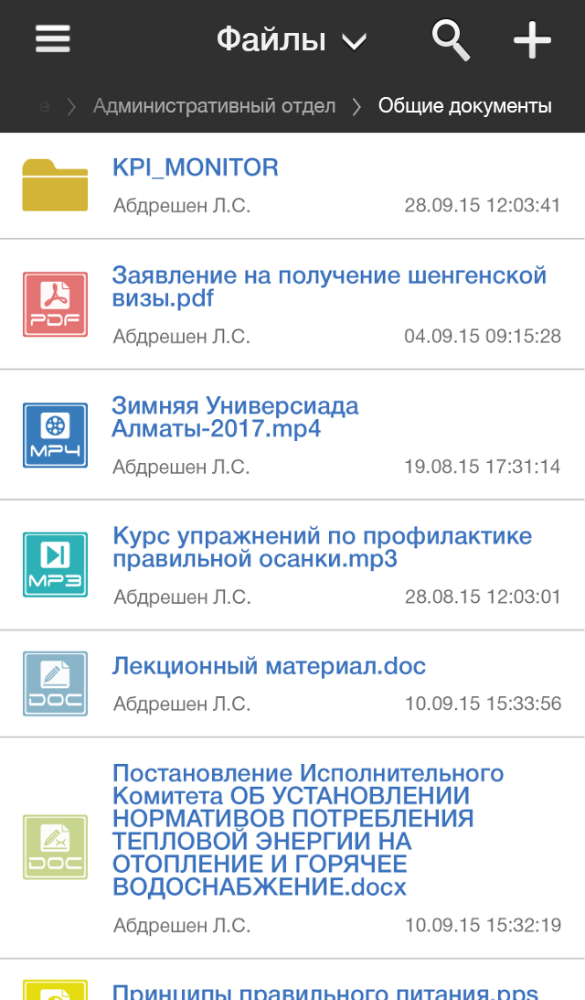 Файлы
е
Административный отдел
Общие документы
KPI_MONITOR
Абдрешен Л.С.
28.09.15 12:03:41
Заявление на получение шенгенской
визы.pdf
PDF
Абдрешен Л.С.
04.09.15 09:15:28
Зимняя Универсиада
Алматы-2017.mp4
MP4
Абдрешен Л.С.
19.08.15 17:31:14
Курс упражнений по профилактике
правильной осанки.mp3
MP3
Абдрешен Л.С.
28.08.15 12:03:01
Лекционный материал.doc
DOC
Абдрешен Л.С.
10.09.15 15:33:56
Постановление Исполнительного
Комитета ОБ УСТАНОВЛЕНИИ
НОРМАТИВОВ ПОТРЕБЛЕНИЯ
ТЕПЛОВОЙ ЭНЕРГИИ НА
ОТОПЛЕНИЕ И ГОРЯЧЕЕ
ВОДОСНАБЖЕНИЕ.docx
DOC
Абдрешен Л.С.
10.09.15 15:32:19
Принципы правильного питания.pps